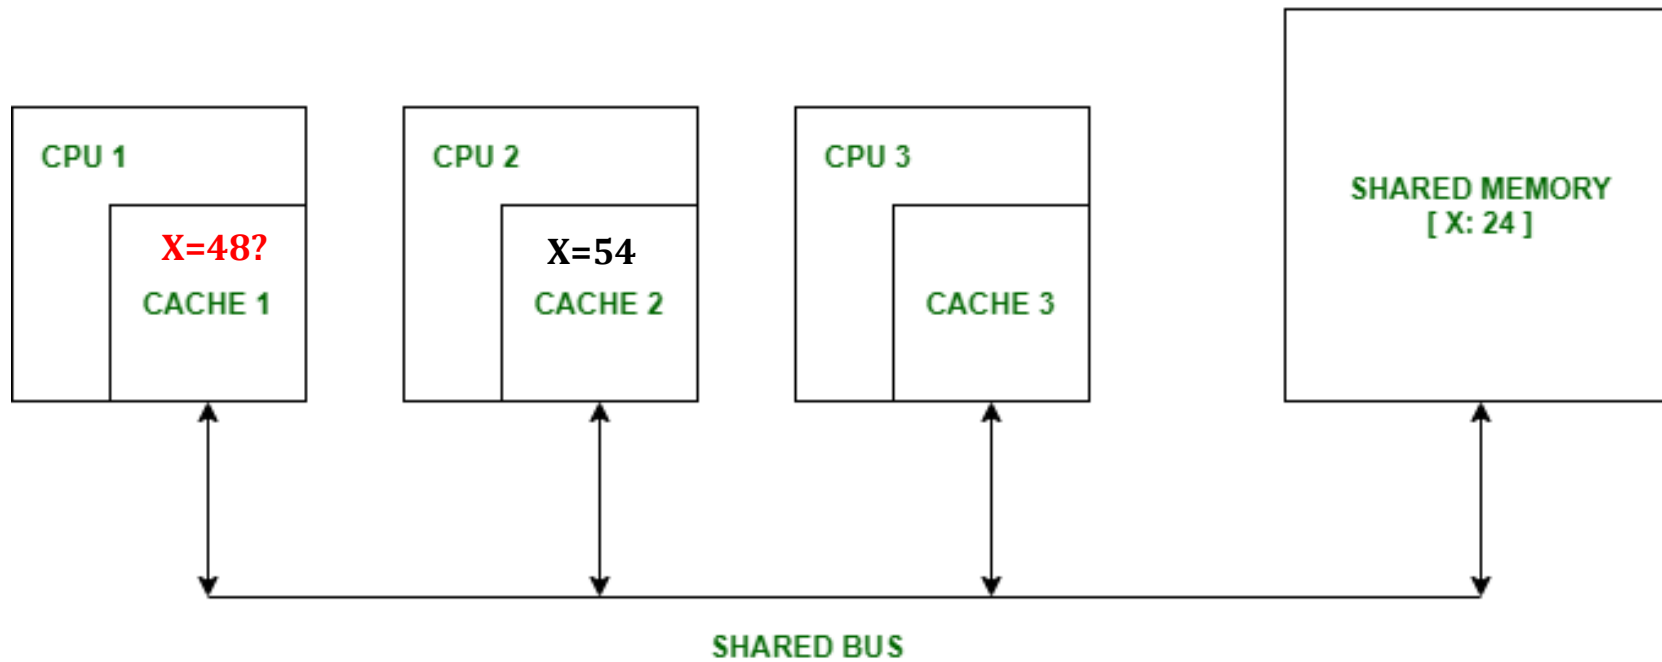 CPU 1
X=48?
CACHE 1
CPU 2
X=54
CACHE 2
CPU 3
CACHE 3
SHARED MEMORY
[ X: 24 ]
SHARED BUS